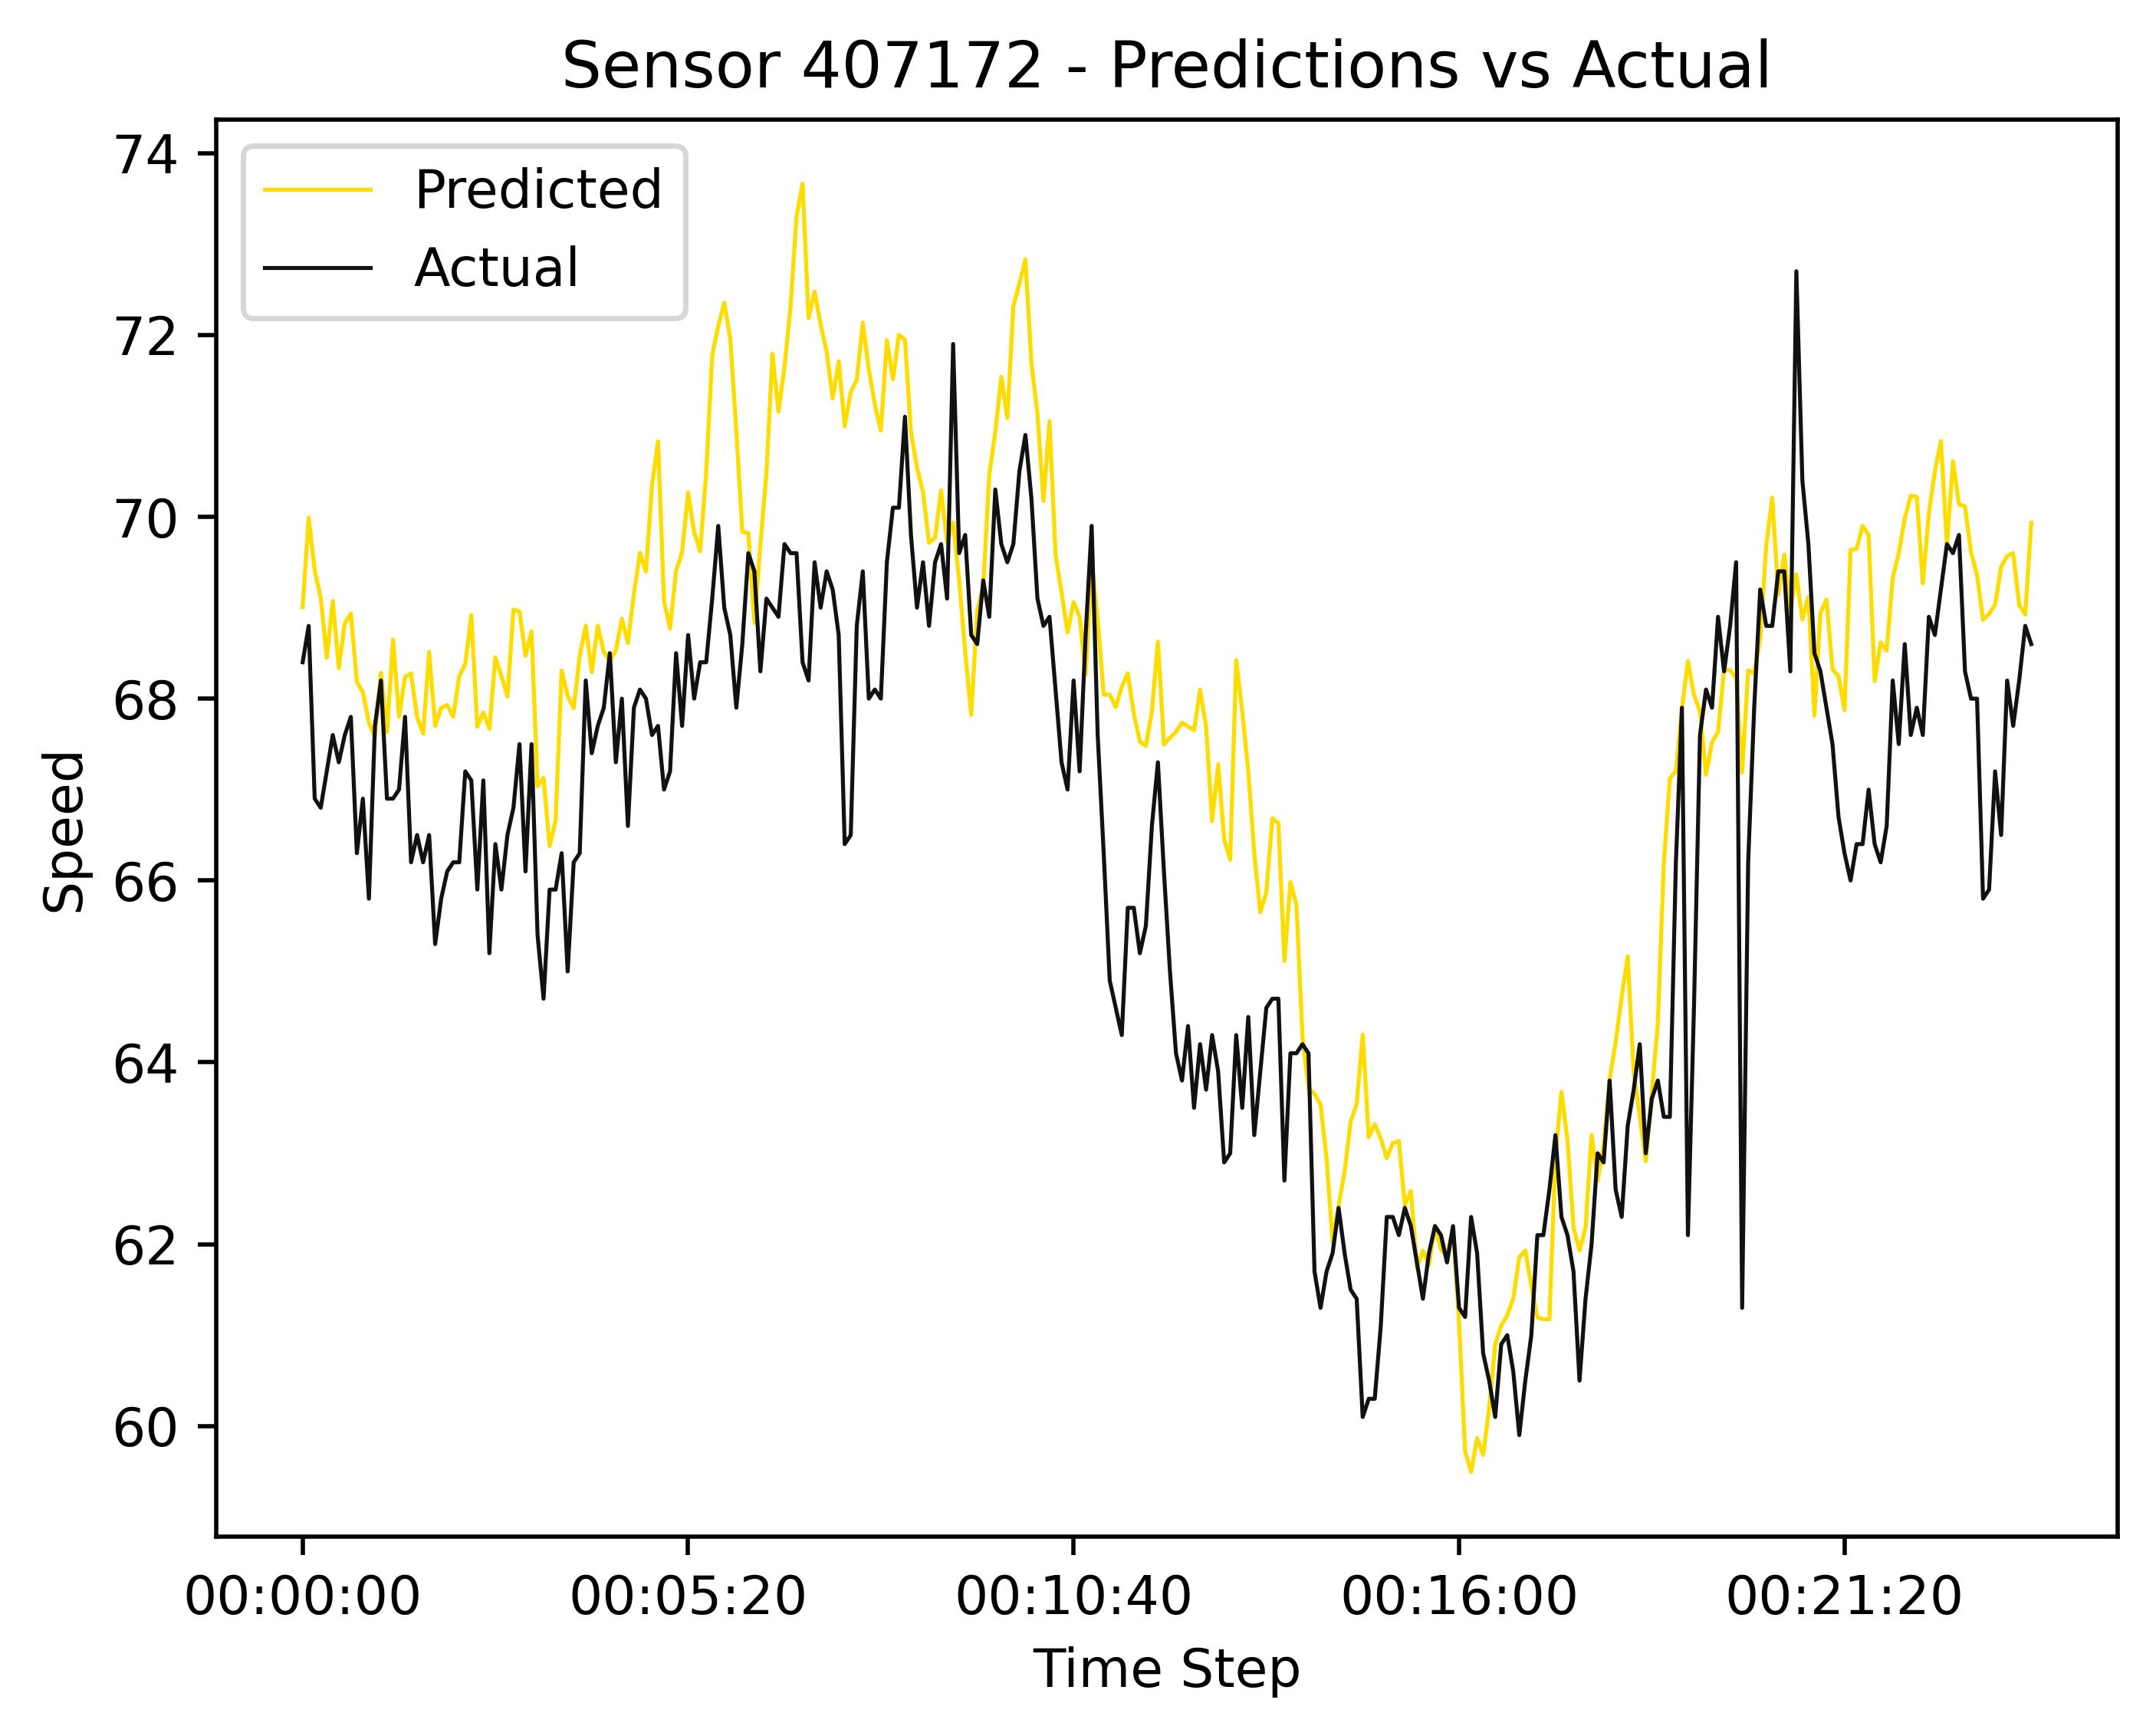 Sensor 407172 - Predictions vs Actual
Predicted
Actual
74
72
70
68
66
64
62
60
Speed
00:00:00 00:05:20 00:10:40 00:16:00 00:21:20
Time Step